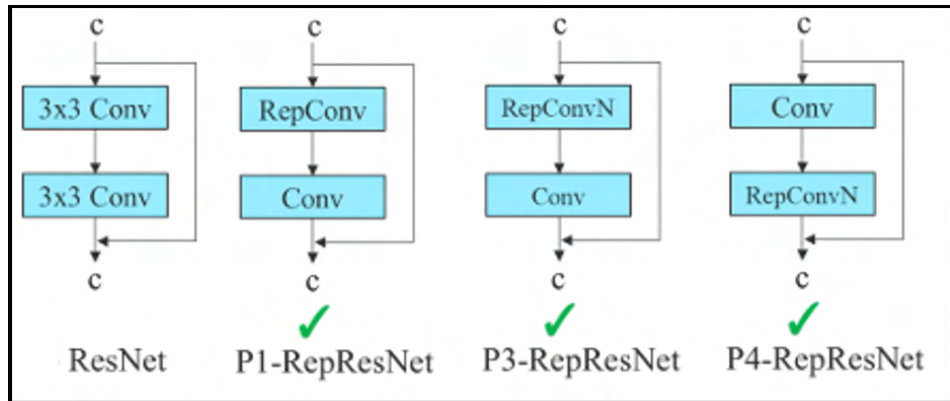 c
3x3 Conv
3x3 Conv
c
ResNet
c
RepConv
Conv
c
P1-RepResNet
c
RepConvN
Conv
c
P3-RepResNet
c
Conv
RepConvN
c
P4-RepResNet